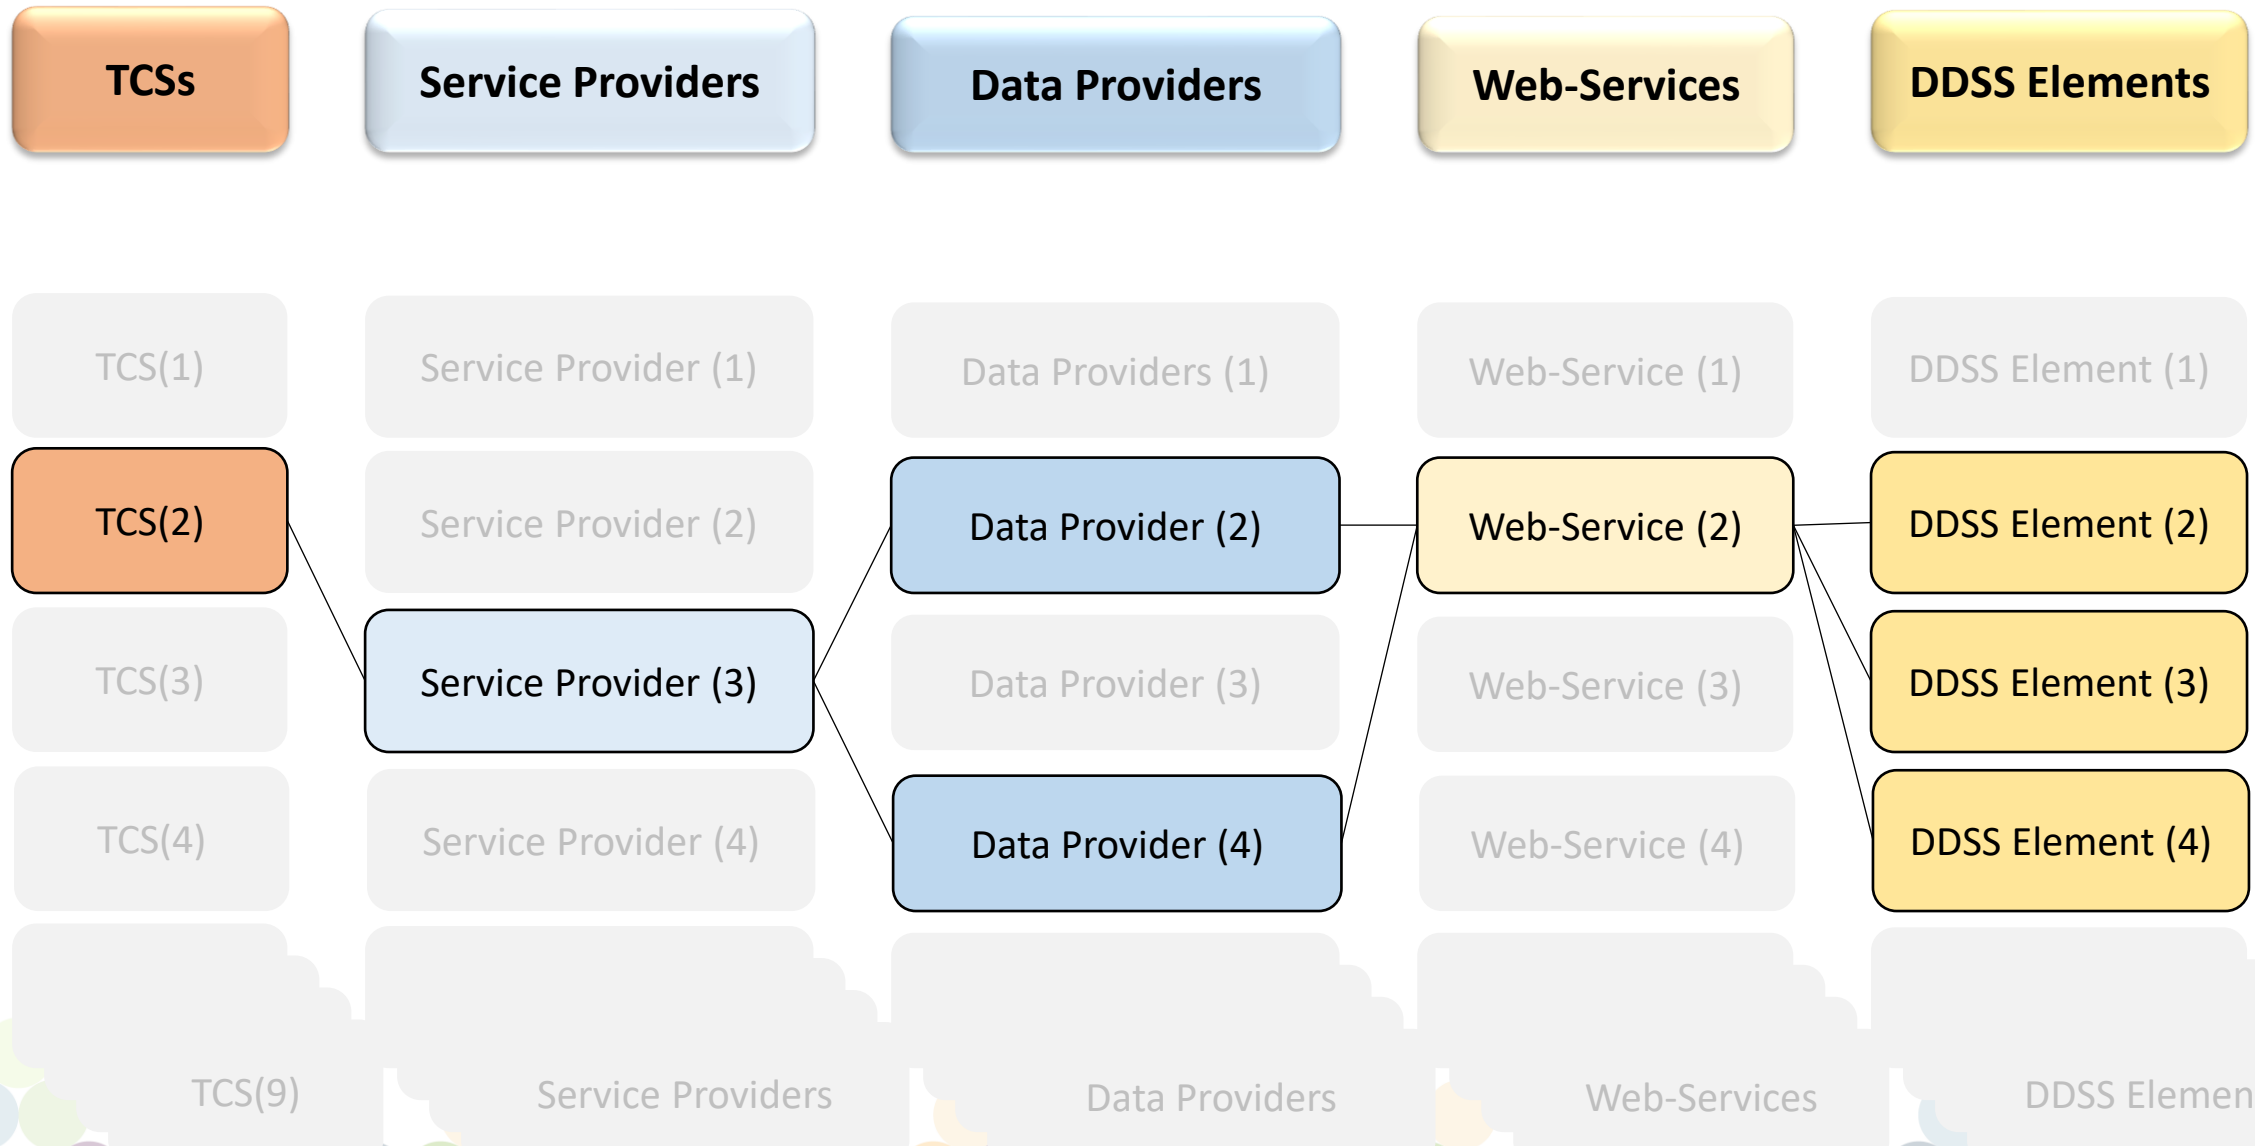 TCSs
Service Providers
Data Providers
Web-Services
DDSS Elements
TCS(1)
Service Provider (1)
Data Providers (1)
Web-Service (1)
DDSS Element (1)
TCS(2)
Service Provider (2)
Data Provider (2)
Web-Service (2)
DDSS Element (2)
TCS(3)
Service Provider (3)
Data Provider (3)
Web-Service (3)
DDSS Element (3)
TCS(4)
Service Provider (4)
Data Provider (4)
Web-Service (4)
DDSS Element (4)
TCS(9)
Service Providers
Data Providers
Web-Services
DDSS Elemen